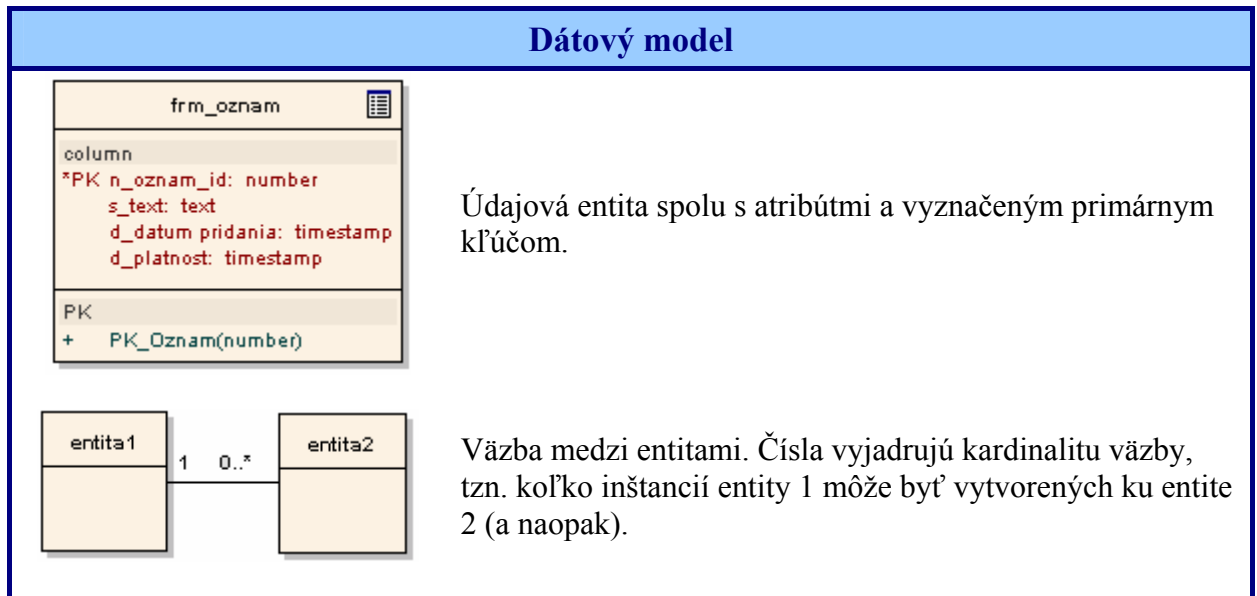 Dátový model
frm_oznam
column
*PK n_oznam_id: number
s_text: text
d_datum pridania: timestamp
d_platnost: timestamp
PK
+ PK_Oznam(number)
Údajová entita spolu s atribútmi a vyznačeným primárnym
kľúčom.
entita1
1 0..*
entita2
Väzba medzi entitami. Čísla vyjadrujú kardinalitu väzby,
tzn. koľko inštancií entity 1 môže byť vytvorených ku entite
2 (a naopak).